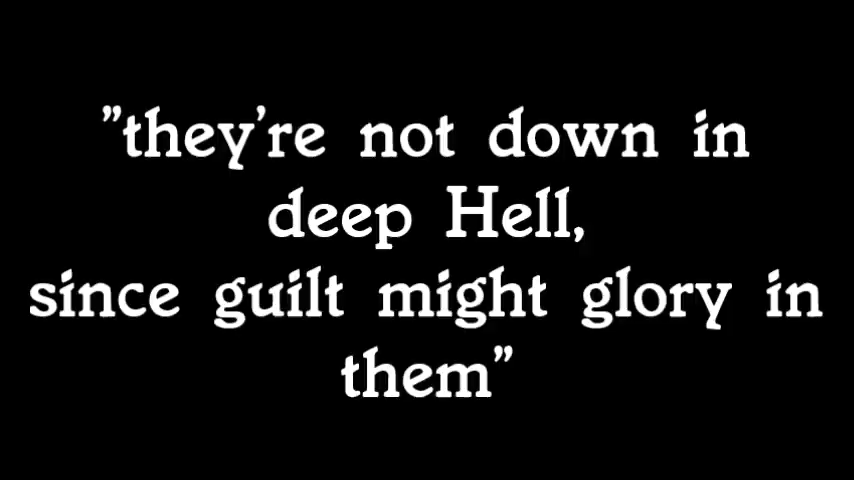 ”they’re not down in
deep Hell,
since guilt might glory in
them”